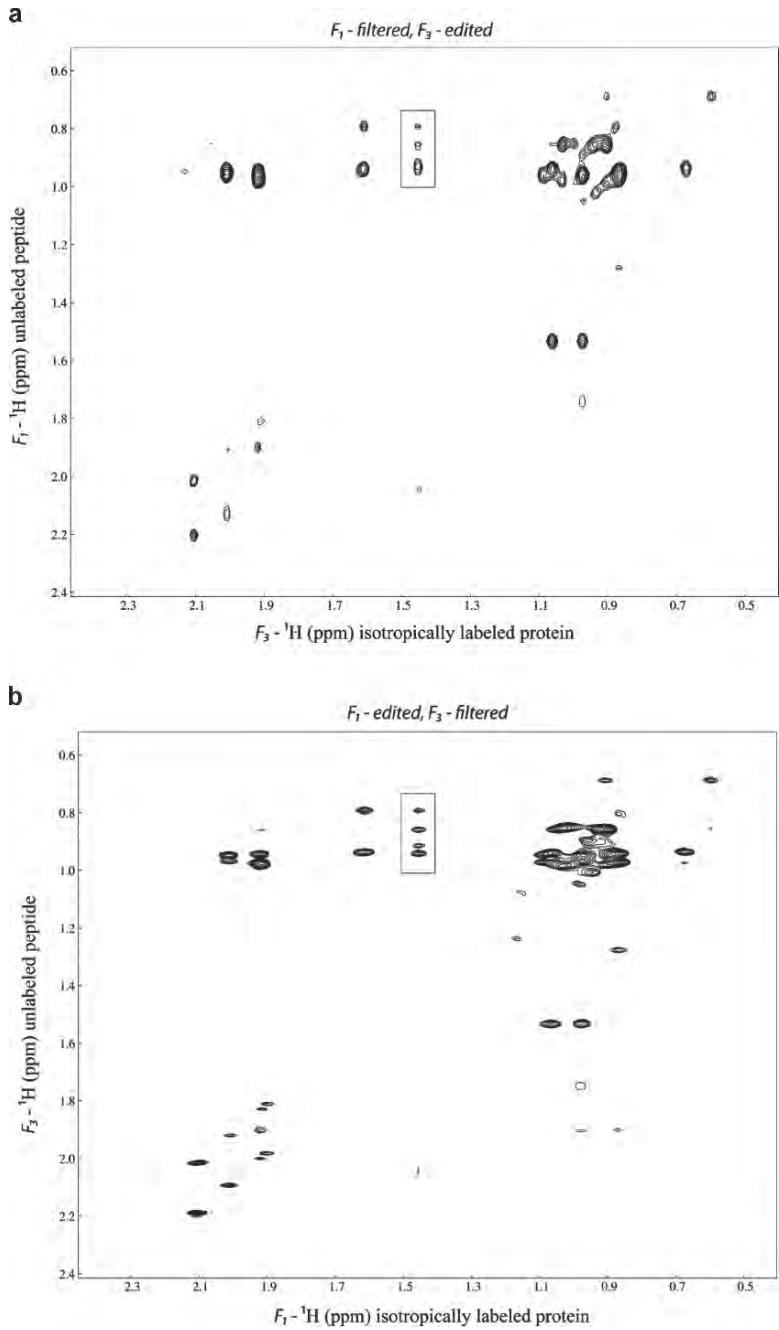 a
F₁ - filtered, F₃ - edited
0.6
0.8
1.0
1.2
1.4
1.6
1.8
2.0
2.2
2.4
F₁ - ¹H (ppm) unlabeled peptide
2.3 2.1 1.9 1.7 1.5 1.3 1.1 0.9 0.7 0.5
F₃ - ¹H (ppm) isotropically labeled protein
b
F₁ - edited, F₃ - filtered
0.6
0.8
1.0
1.2
1.4
1.6
1.8
2.0
2.2
2.4
F₃ - ¹H (ppm) unlabeled peptide
2.3 2.1 1.9 1.7 1.5 1.3 1.1 0.9 0.7 0.5
F₁ - ¹H (ppm) isotropically labeled protein